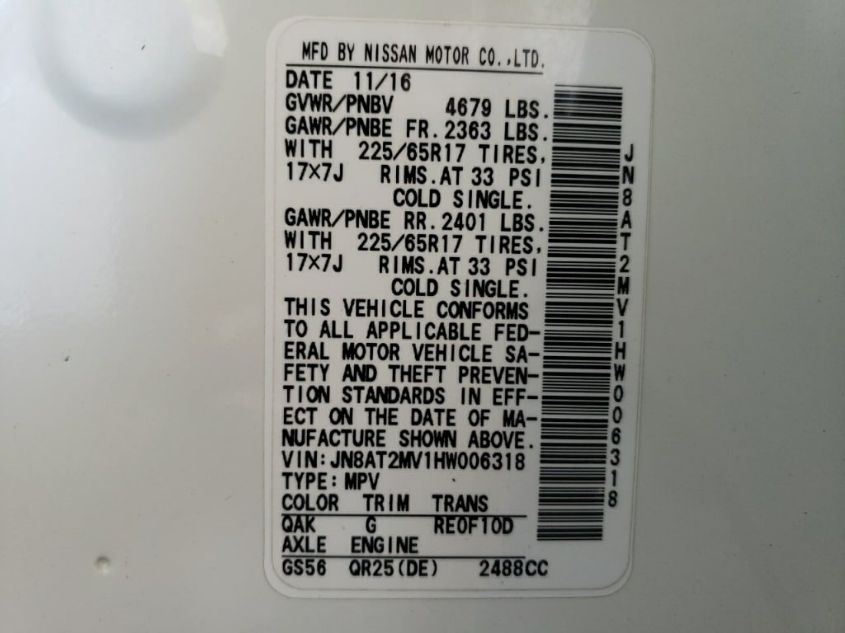 MFD BY NISSAN MOTOR CO.,LTD.
DATE 11/16
GVWR/PNBV 4679 LBS.
GAWR/PNBE FR. 2363 LBS.
WITH 225/65R17 TIRES,
17×7J RIMS. AT 33 PSI
COLD SINGLE.
GAWR/PNBE RR. 2401 LBS.
WITH 225/65R17 TIRES,
17×7J RIMS. AT 33 PSI
COLD SINGLE.
THIS VEHICLE CONFORMS
TO ALL APPLICABLE FED-
ERAL MOTOR VEHICLE SA-
FETY AND THEFT PREVEN-
TION STANDARDS IN EFF-
ECT ON THE DATE OF MA-
NUFACTURE SHOWN ABOVE.
VIN: JN8AT2MV1HW006318
TYPE: MPV
COLOR TRIM TRANS
QAK G RE0F10D
AXLE ENGINE
GS56 QR25(DE) 2488CC
JN8AT2MV1HW006318